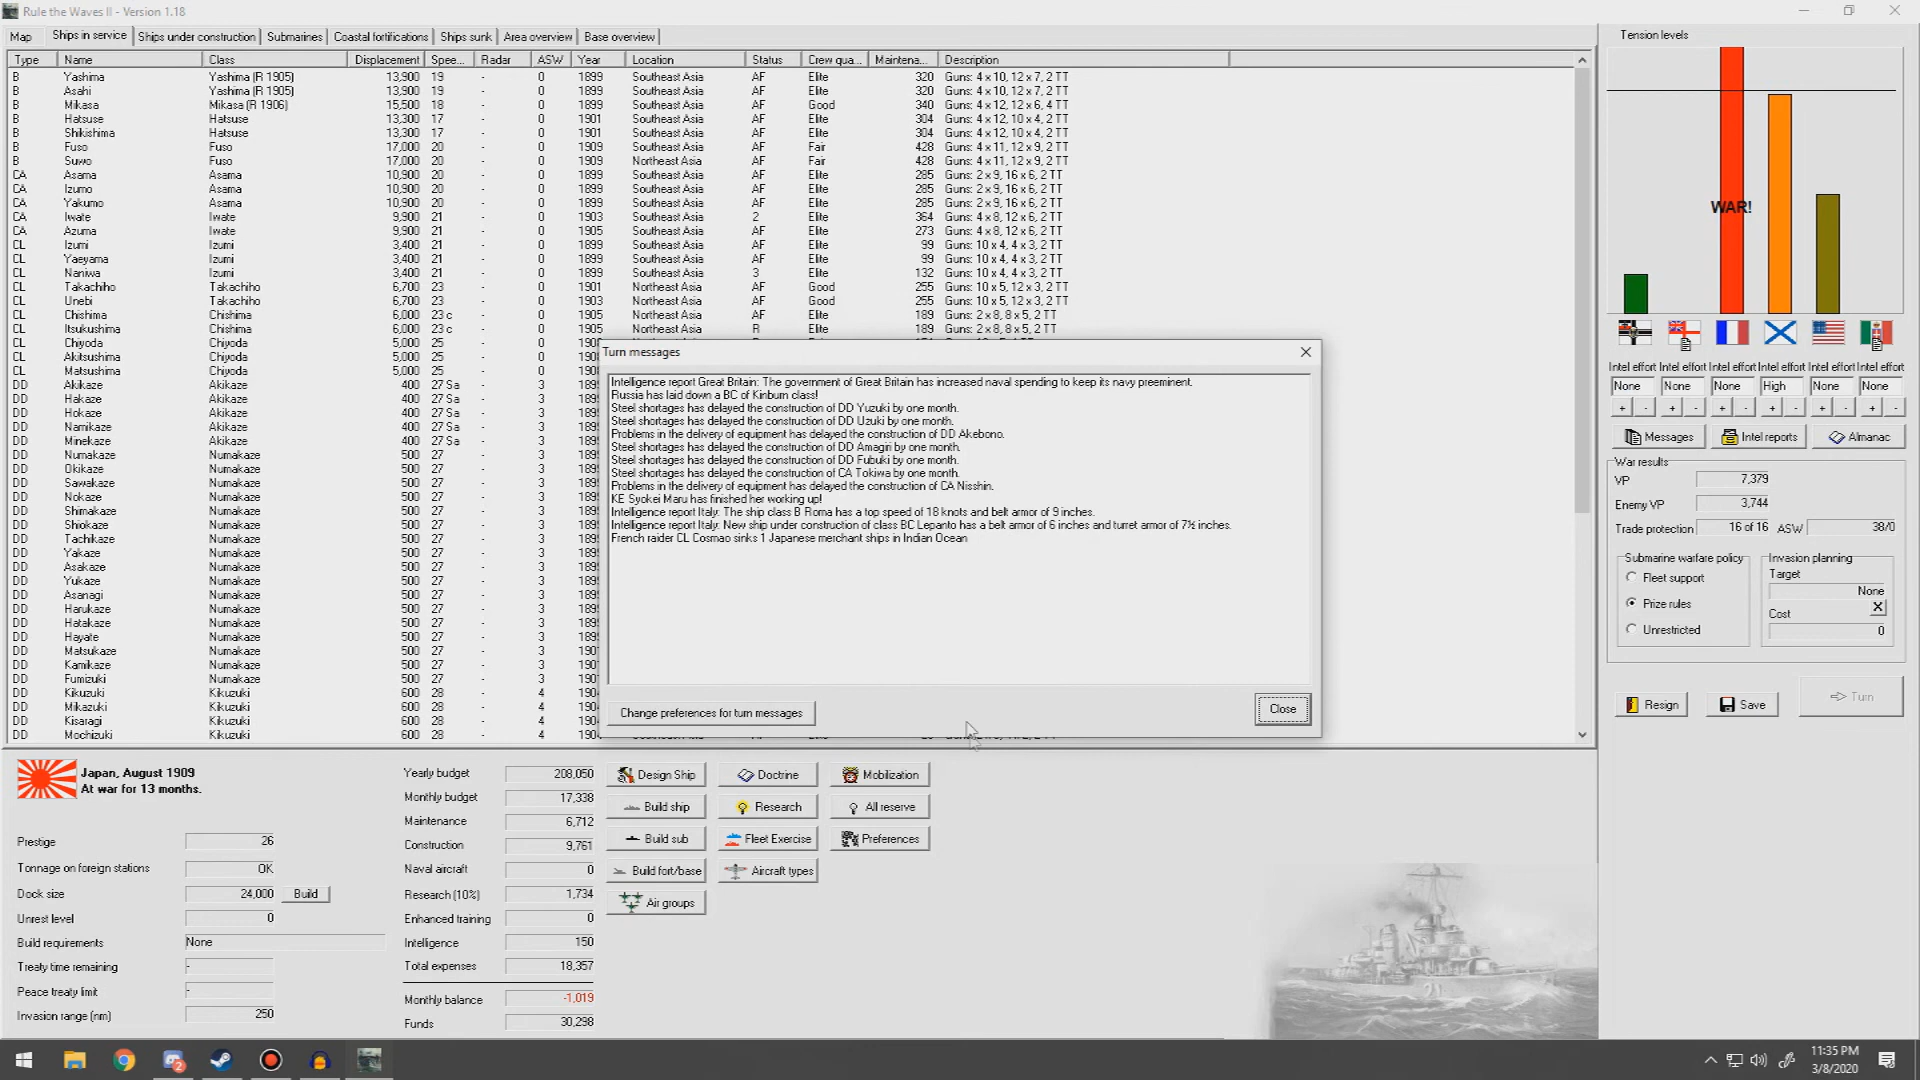 Rule the Waves II - Version 1.18
Map Ships in service Ships under construction Submarines Coastal fortifications Ships sunk Area overview Base overview
Type Name Class Displacement Spee... Radar ASW Year Location Status Crew qua... Maintena... Description
B Yashima Yashima (R 1905) 13,900 19 - 0 1899 Southeast Asia AF Elite 320 Guns: 4 x 10, 12 x 7, 2 TT
B Asahi Yashima (R 1905) 13,900 19 - 0 1899 Southeast Asia AF Elite 320 Guns: 4 x 10, 12 x 7, 2 TT
B Mikasa Mikasa (R 1906) 15,500 18 - 0 1899 Southeast Asia AF Good 340 Guns: 4 x 12, 12 x 6, 4 TT
B Hatsuse Hatsuse 13,300 17 - 0 1901 Southeast Asia AF Elite 304 Guns: 4 x 12, 10 x 4, 2 TT
B Shikishima Hatsuse 13,300 17 - 0 1901 Southeast Asia AF Elite 304 Guns: 4 x 12, 10 x 4, 2 TT
B Fuso Fuso 17,000 20 - 0 1909 Southeast Asia AF Fair 428 Guns: 4 x 11, 12 x 9, 2 TT
B Suwo Fuso 17,000 20 - 0 1909 Northeast Asia AF Fair 428 Guns: 4 x 11, 12 x 9, 2 TT
CA Asama Asama 10,900 20 - 0 1899 Southeast Asia AF Elite 285 Guns: 2 x 9, 16 x 6, 2 TT
CA Izumo Asama 10,900 20 - 0 1899 Southeast Asia AF Elite 285 Guns: 2 x 9, 16 x 6, 2 TT
CA Yakumo Asama 10,900 20 - 0 1899 Southeast Asia AF Elite 285 Guns: 2 x 9, 16 x 6, 2 TT
CA Iwate Iwate 9,900 21 - 0 1903 Southeast Asia 2 Elite 364 Guns: 4 x 8, 12 x 6, 2 TT
CA Azuma Iwate 9,900 21 - 0 1905 Southeast Asia AF Elite 273 Guns: 4 x 8, 12 x 6, 2 TT
CL Izumi Izumi 3,400 21 - 0 1899 Southeast Asia AF Elite 99 Guns: 10 x 4, 4 x 3, 2 TT
CL Yaeyama Izumi 3,400 21 - 0 1899 Southeast Asia AF Elite 99 Guns: 10 x 4, 4 x 3, 2 TT
CL Naniwa Izumi 3,400 21 - 0 1899 Southeast Asia 3 Elite 132 Guns: 10 x 4, 4 x 3, 2 TT
CL Takachiho Takachiho 6,700 23 - 0 1901 Northeast Asia AF Good 255 Guns: 10 x 5, 12 x 3, 2 TT
CL Unebi Takachiho 6,700 23 - 0 1903 Northeast Asia AF Good 255 Guns: 10 x 5, 12 x 3, 2 TT
CL Chishima Chishima 6,000 23 c - 0 1905 Northeast Asia AF Elite 189 Guns: 2 x 8, 8 x 5, 2 TT
CL Itsukushima Chishima 6,000 23 c - 0 1905 Northeast Asia R Elite 189 Guns: 2 x 8, 8 x 5, 2 TT
CL Chiyoda Chiyoda 5,000 25 - 0 190
CL Akitsushima Chiyoda 5,000 25 - 0 190
CL Matsushima Chiyoda 5,000 25 - 0 190
DD Akikaze Akikaze 400 27 Sa - 3 189
DD Hakaze Akikaze 400 27 Sa - 3 189
DD Hokaze Akikaze 400 27 Sa - 3 189
DD Namikaze Akikaze 400 27 Sa - 3 189
DD Minekaze Akikaze 400 27 Sa - 3 189
DD Numakaze Numakaze 500 27 - 3 189
DD Okikaze Numakaze 500 27 - 3 189
DD Sawakaze Numakaze 500 27 - 3 189
DD Nokaze Numakaze 500 27 - 3 189
DD Shimakaze Numakaze 500 27 - 3 189
DD Shiokaze Numakaze 500 27 - 3 189
DD Tachikaze Numakaze 500 27 - 3 189
DD Yakaze Numakaze 500 27 - 3 189
DD Asakaze Numakaze 500 27 - 3 189
DD Yukaze Numakaze 500 27 - 3 189
DD Asanagi Numakaze 500 27 - 3 189
DD Harukaze Numakaze 500 27 - 3 189
DD Hatakaze Numakaze 500 27 - 3 189
DD Hayate Numakaze 500 27 - 3 189
DD Matsukaze Numakaze 500 27 - 3 190
DD Kamikaze Numakaze 500 27 - 3 190
DD Fumizuki Numakaze 500 27 - 3 190
DD Kikuzuki Kikuzuki 600 28 - 4 190
DD Mikazuki Kikuzuki 600 28 - 4 190
DD Kisaragi Kikuzuki 600 28 - 4 190
DD Mochizuki Kikuzuki 600 28 - 4 190
Turn messages
Intelligence report Great Britain: The government of Great Britain has increased naval spending to keep its navy preeminent.
Russia has laid down a BC of Kinburn class!
Steel shortages has delayed the construction of DD Yuzuki by one month.
Steel shortages has delayed the construction of DD Uzuki by one month.
Problems in the delivery of equipment has delayed the construction of DD Akebono.
Steel shortages has delayed the construction of DD Amagiri by one month.
Steel shortages has delayed the construction of DD Fubuki by one month.
Steel shortages has delayed the construction of CA Tokiwa by one month.
Problems in the delivery of equipment has delayed the construction of CA Nisshin.
KE Syokei Maru has finished her working up!
Intelligence report Italy: The ship class B Roma has a top speed of 18 knots and belt armor of 9 inches.
Intelligence report Italy: New ship under construction of class BC Lepanto has a belt armor of 6 inches and turret armor of 7½ inches.
French raider CL Cosmao sinks 1 Japanese merchant ships in Indian Ocean
Change preferences for turn messages Close
Tension levels
WAR!
Intel effort Intel effort Intel effort Intel effort Intel effort Intel effort
None None None High None None
+ - + - + - + - + - + -
Messages Intel reports Almanac
War results
VP 7,379
Enemy VP 3,744
Trade protection 16 of 16 ASW 38/0
Submarine warfare policy
Fleet support
Prize rules
Unrestricted
Invasion planning
Target
None
Cost X
0
Resign Save Turn
Japan, August 1909
At war for 13 months.
Prestige 26
Tonnage on foreign stations OK
Dock size 24,000 Build
Unrest level 0
Build requirements None
Treaty time remaining -
Peace treaty limit -
Invasion range (nm) 250
Yearly budget 208,050
Monthly budget 17,338
Maintenance 6,712
Construction 9,761
Naval aircraft 0
Research (10%) 1,734
Enhanced training 0
Intelligence 150
Total expenses 18,357
Monthly balance -1,019
Funds 30,298
Design Ship Doctrine Mobilization
Build ship Research All reserve
Build sub Fleet Exercise Preferences
Build fort/base Aircraft types
Air groups
2
11:35 PM
3/8/2020